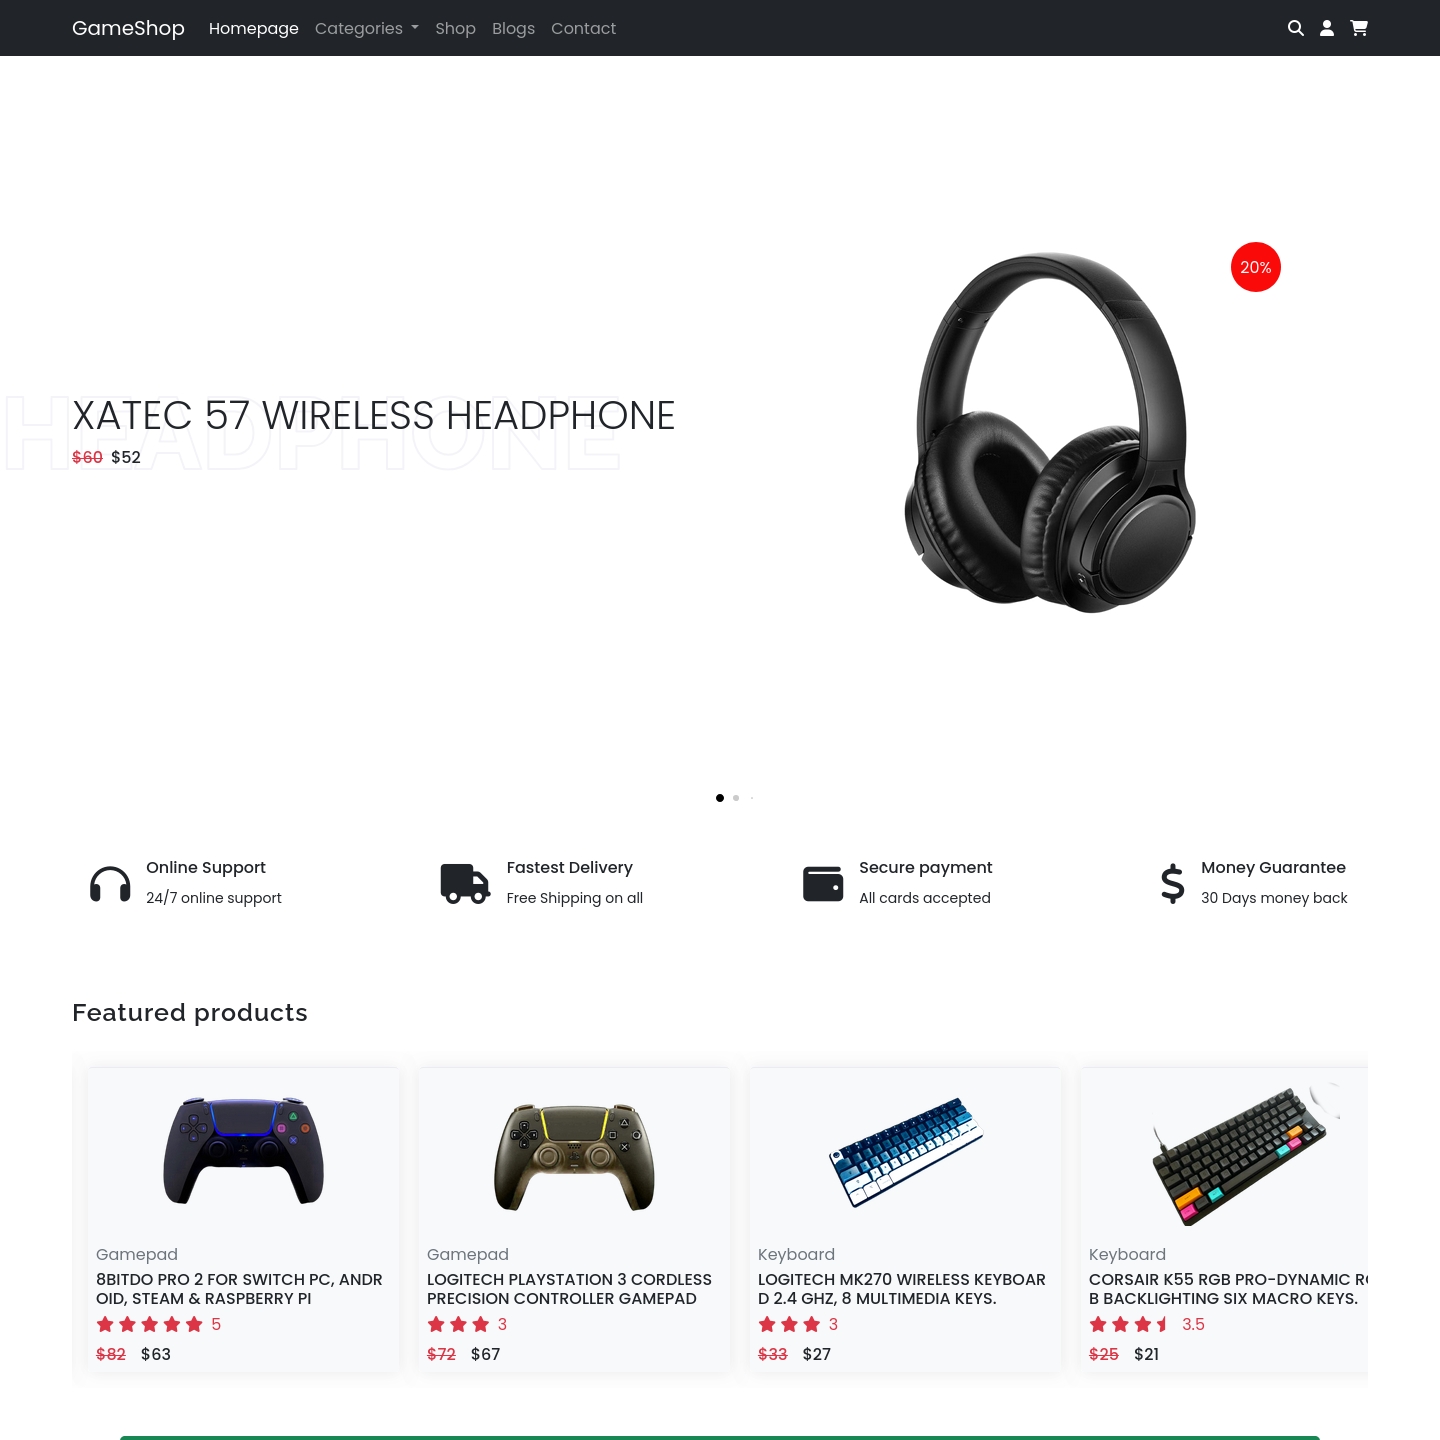 GameShop Homepage Categories Shop Blogs Contact
20%
HEADPHONE
XATEC 57 WIRELESS HEADPHONE
$60 $52
Online Support
24/7 online support
Fastest Delivery
Free Shipping on all
Secure payment
All cards accepted
Money Guarantee
30 Days money back
Featured products
Gamepad
8BITDO PRO 2 FOR SWITCH PC, ANDR
OID, STEAM & RASPBERRY PI
5
$82 $63
Gamepad
LOGITECH PLAYSTATION 3 CORDLESS
PRECISION CONTROLLER GAMEPAD
3
$72 $67
Keyboard
LOGITECH MK270 WIRELESS KEYBOAR
D 2.4 GHZ, 8 MULTIMEDIA KEYS.
3
$33 $27
Keyboard
CORSAIR K55 RGB PRO-DYNAMIC RG
B BACKLIGHTING SIX MACRO KEYS.
3.5
$25 $21